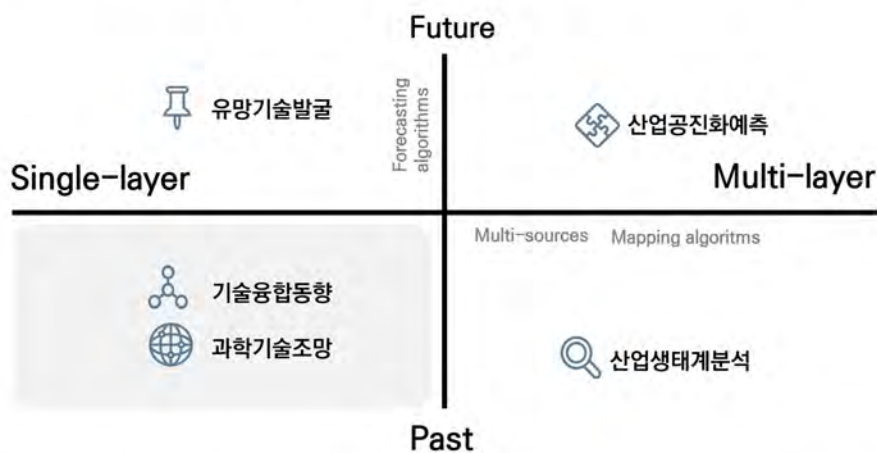 Future
유망기술발굴
Forecasting
algorithms
산업공진화예측
Single-layer
Multi-layer
Multi-sources
Mapping algoritms
기술융합동향
과학기술조망
산업생태계분석
Past